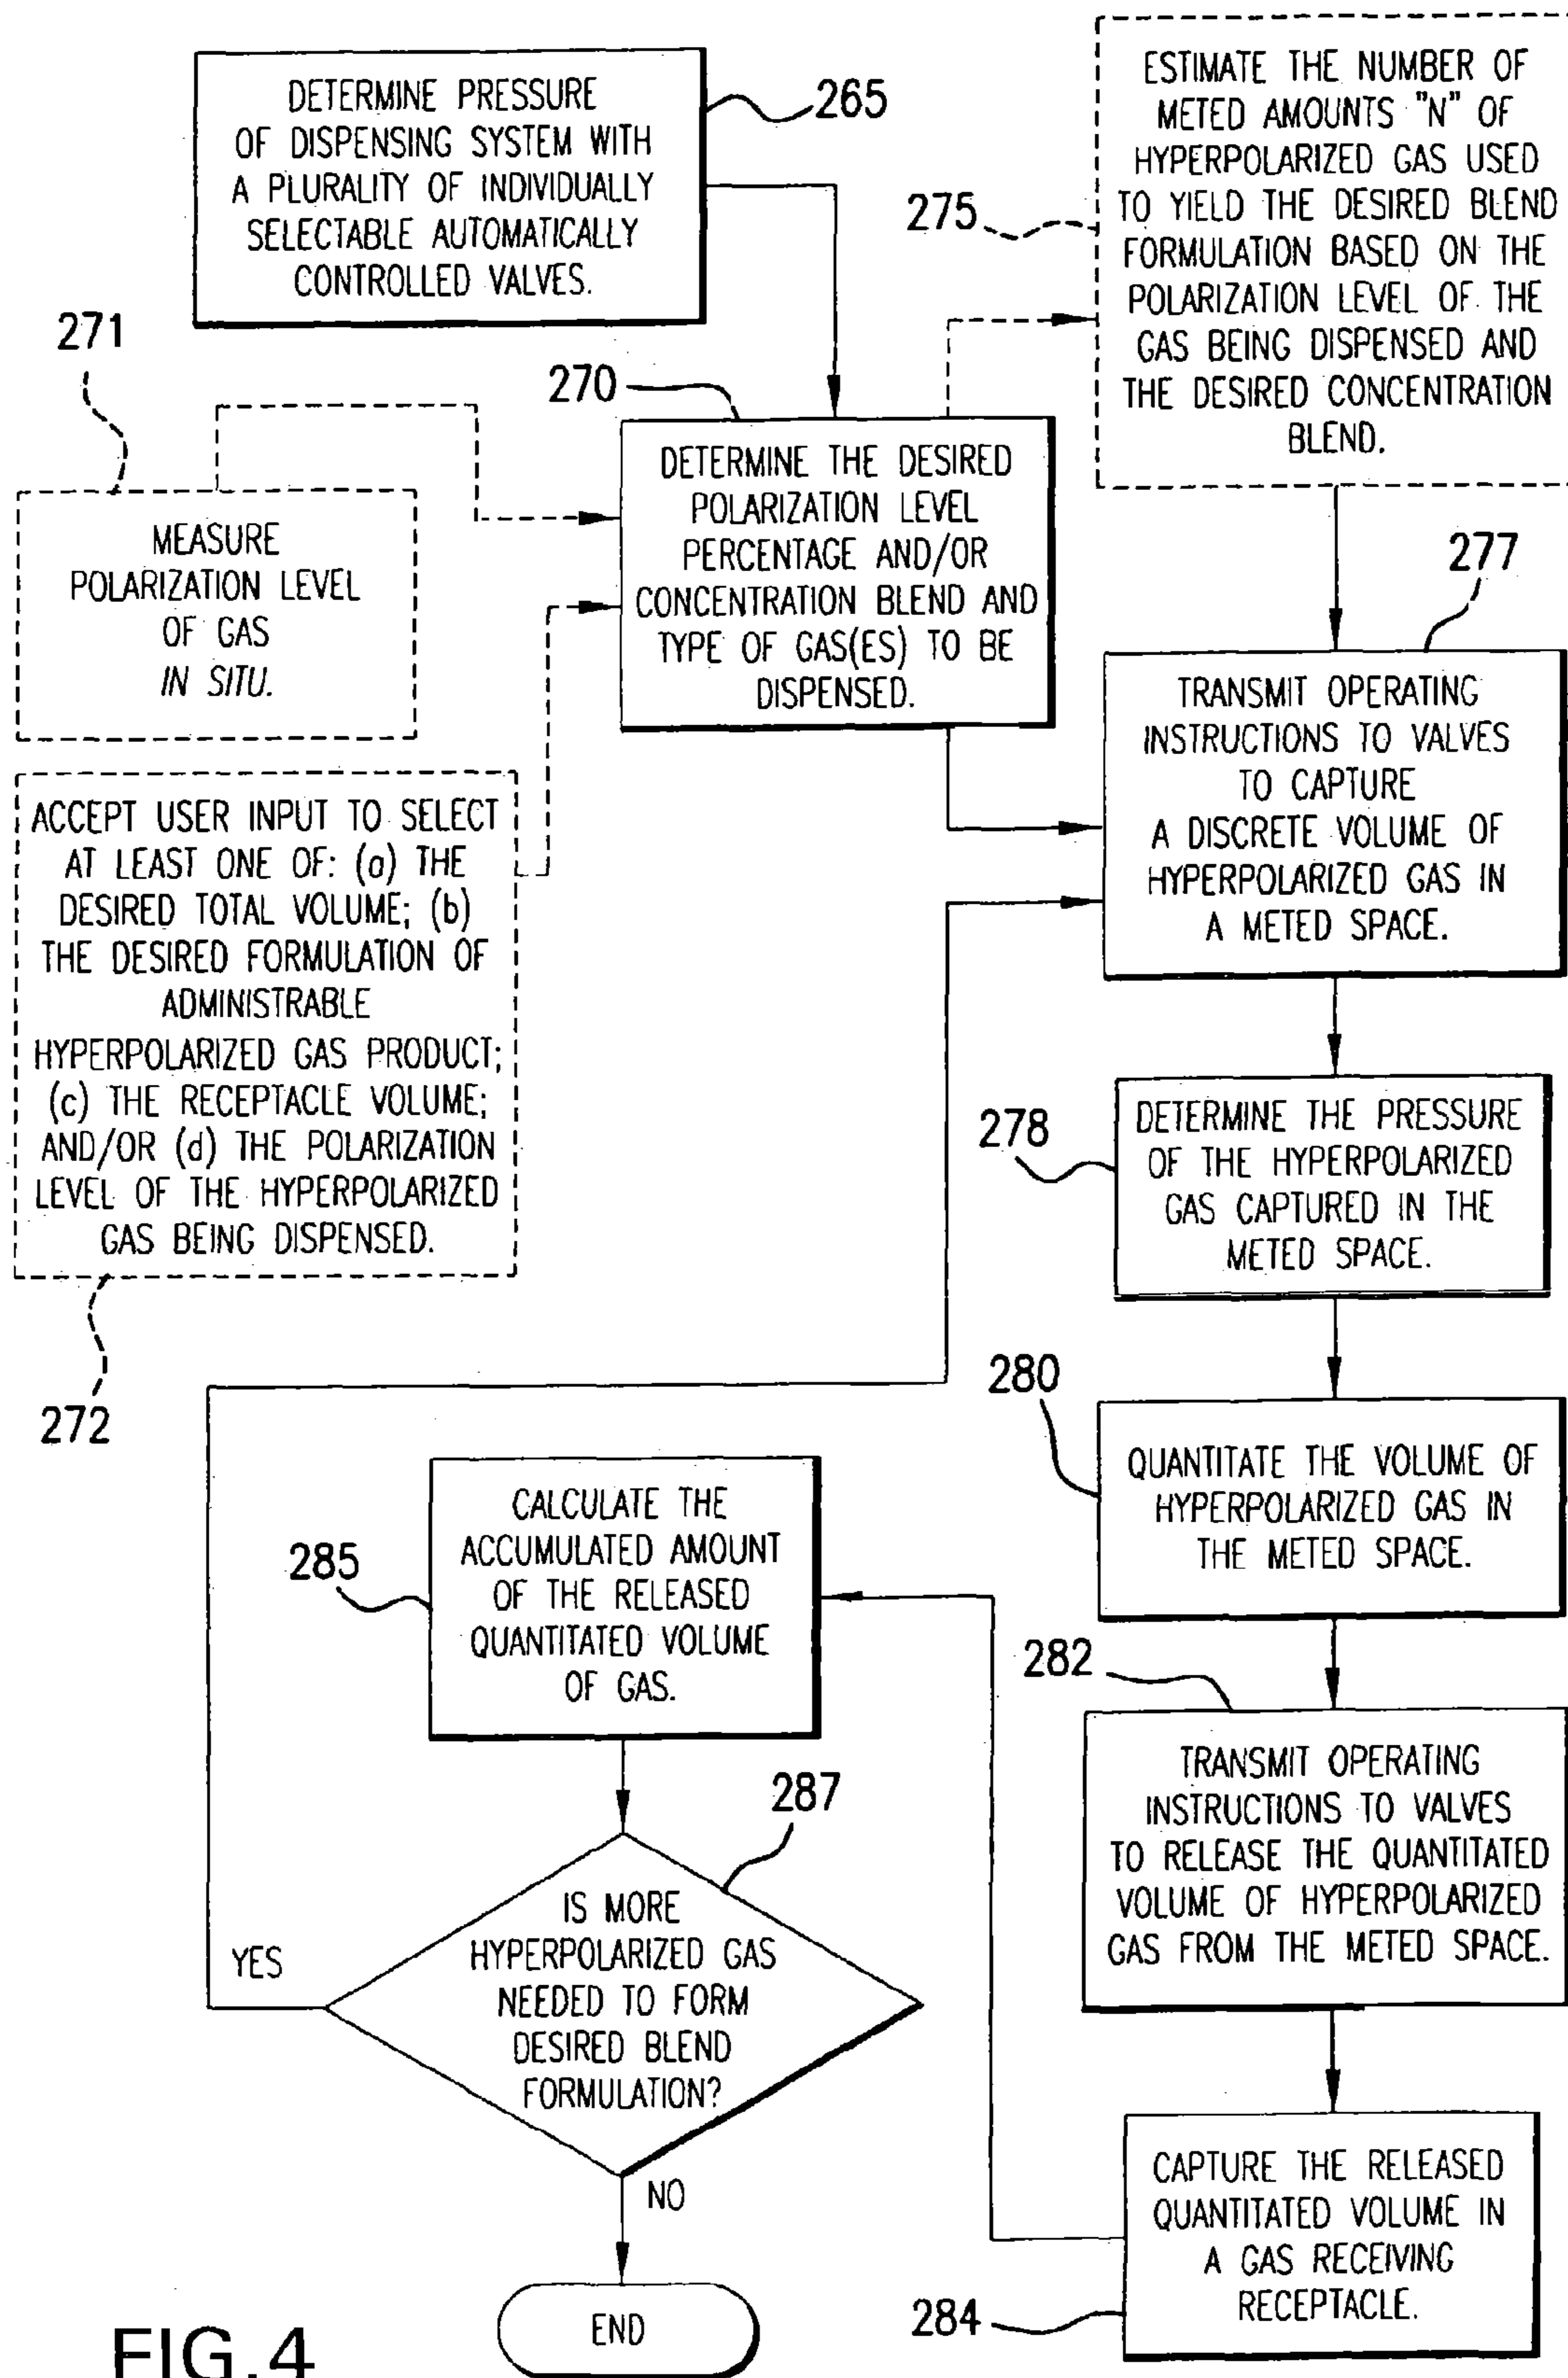 DETERMINE PRESSURE
OF DISPENSING SYSTEM WITH
A PLURALITY OF INDIVIDUALLY
SELECTABLE AUTOMATICALLY
CONTROLLED VALVES.
265
ESTIMATE THE NUMBER OF
METED AMOUNTS "N" OF
HYPERPOLARIZED GAS USED
TO YIELD THE DESIRED BLEND
FORMULATION BASED ON THE
POLARIZATION LEVEL OF THE
GAS BEING DISPENSED AND
THE DESIRED CONCENTRATION
BLEND.
275
271
MEASURE
POLARIZATION LEVEL
OF GAS
IN SITU.
270
DETERMINE THE DESIRED
POLARIZATION LEVEL
PERCENTAGE AND/OR
CONCENTRATION BLEND AND
TYPE OF GAS(ES) TO BE
DISPENSED.
ACCEPT USER INPUT TO SELECT
AT LEAST ONE OF: (a) THE
DESIRED TOTAL VOLUME; (b)
THE DESIRED FORMULATION OF
ADMINISTRABLE
HYPERPOLARIZED GAS PRODUCT;
(c) THE RECEPTACLE VOLUME;
AND/OR (d) THE POLARIZATION
LEVEL OF THE HYPERPOLARIZED
GAS BEING DISPENSED.
272
277
TRANSMIT OPERATING
INSTRUCTIONS TO VALVES
TO CAPTURE
A DISCRETE VOLUME OF
HYPERPOLARIZED GAS IN
A METED SPACE.
278
DETERMINE THE PRESSURE
OF THE HYPERPOLARIZED
GAS CAPTURED IN THE
METED SPACE.
280
QUANTITATE THE VOLUME OF
HYPERPOLARIZED GAS IN
THE METED SPACE.
282
TRANSMIT OPERATING
INSTRUCTIONS TO VALVES
TO RELEASE THE QUANTITATED
VOLUME OF HYPERPOLARIZED
GAS FROM THE METED SPACE.
284
CAPTURE THE RELEASED
QUANTITATED VOLUME IN
A GAS RECEIVING
RECEPTACLE.
285
CALCULATE THE
ACCUMULATED AMOUNT
OF THE RELEASED
QUANTITATED VOLUME
OF GAS.
287
IS MORE
HYPERPOLARIZED GAS
NEEDED TO FORM
DESIRED BLEND
FORMULATION?
YES
NO
END
FIG.4